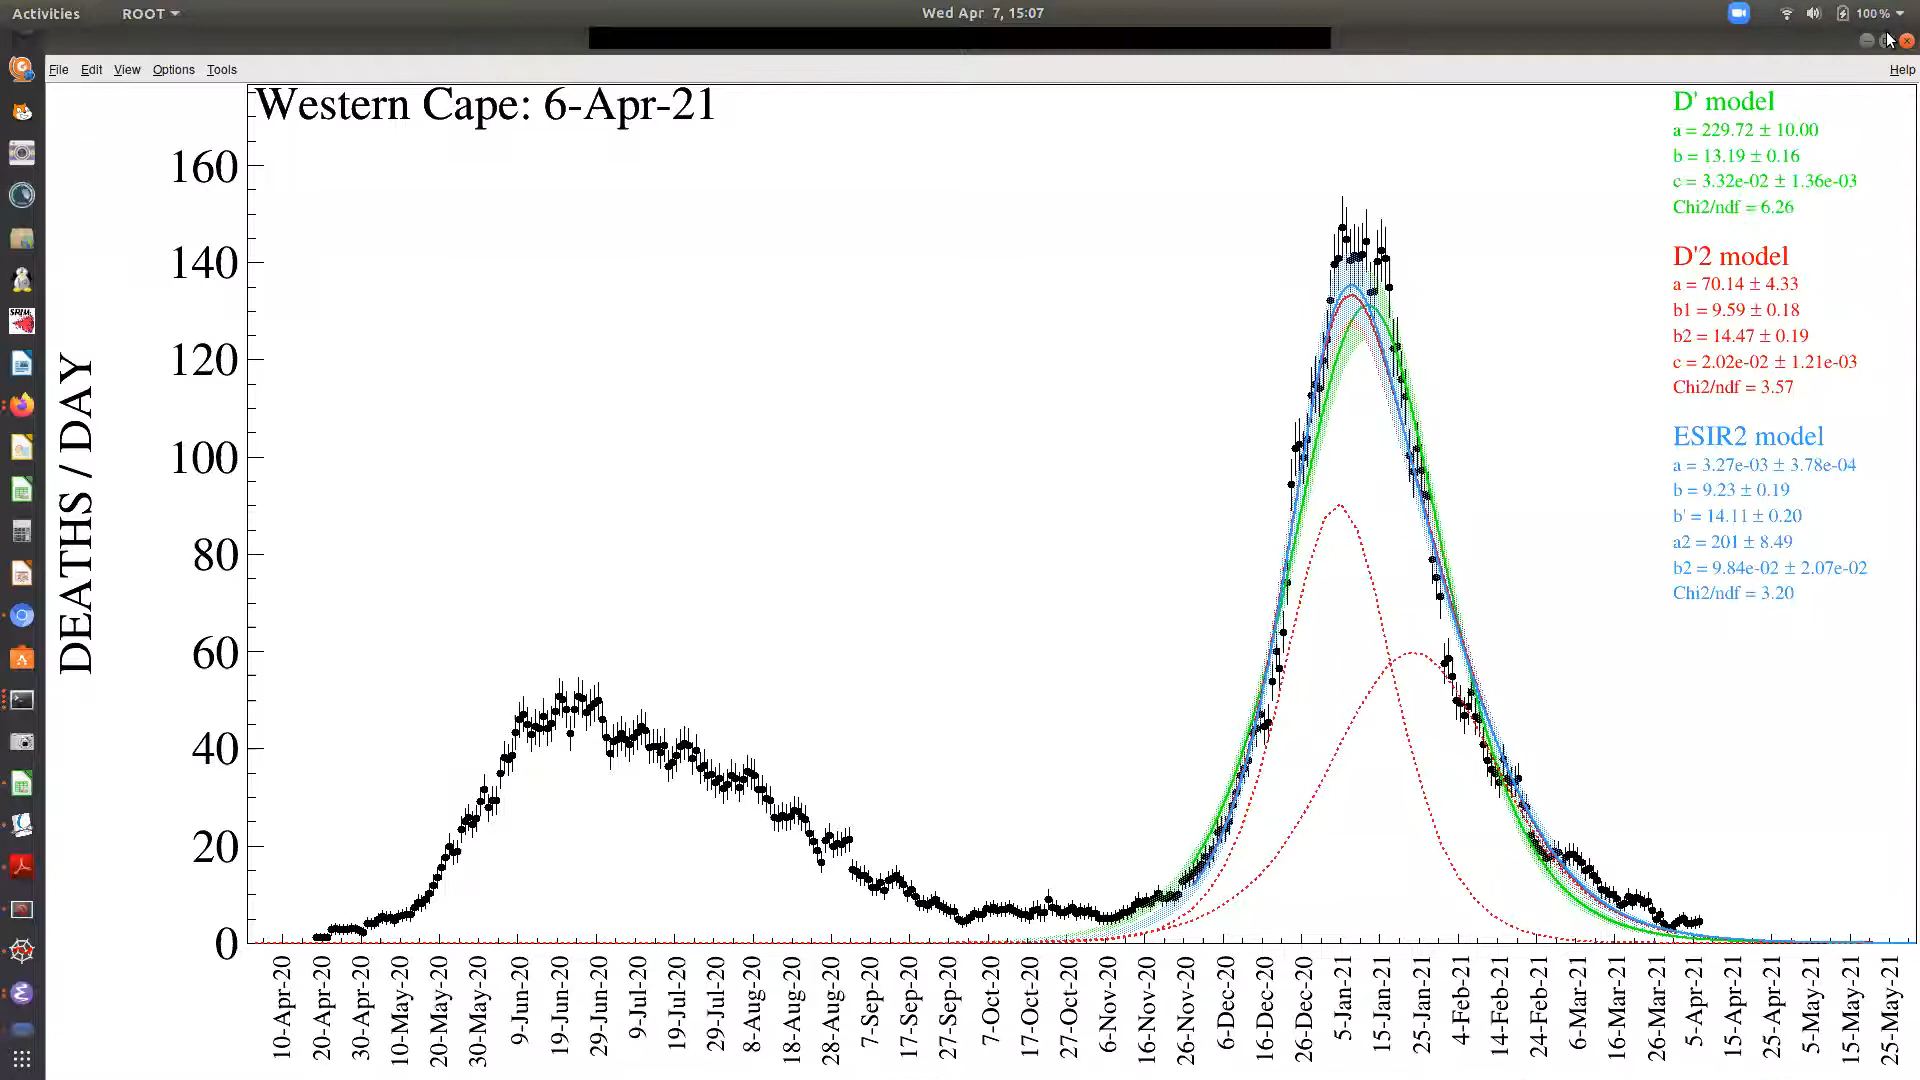 Activities ROOT Wed Apr 7, 15:07 100 %
File Edit View Options Tools Help
Western Cape: 6-Apr-21
D' model
a = 229.72 ± 10.00
b = 13.19 ± 0.16
c = 3.32e-02 ± 1.36e-03
Chi2/ndf = 6.26
D'2 model
a = 70.14 ± 4.33
b1 = 9.59 ± 0.18
b2 = 14.47 ± 0.19
c = 2.02e-02 ± 1.21e-03
Chi2/ndf = 3.57
ESIR2 model
a = 3.27e-03 ± 3.78e-04
b = 9.23 ± 0.19
b' = 14.11 ± 0.20
a2 = 201 ± 8.49
b2 = 9.84e-02 ± 2.07e-02
Chi2/ndf = 3.20
DEATHS / DAY
160
140
120
100
80
60
40
20
0
10-Apr-20
20-Apr-20
30-Apr-20
10-May-20
20-May-20
30-May-20
9-Jun-20
19-Jun-20
29-Jun-20
9-Jul-20
19-Jul-20
29-Jul-20
8-Aug-20
18-Aug-20
28-Aug-20
7-Sep-20
17-Sep-20
27-Sep-20
7-Oct-20
17-Oct-20
27-Oct-20
6-Nov-20
16-Nov-20
26-Nov-20
6-Dec-20
16-Dec-20
26-Dec-20
5-Jan-21
15-Jan-21
25-Jan-21
4-Feb-21
14-Feb-21
24-Feb-21
6-Mar-21
16-Mar-21
26-Mar-21
5-Apr-21
15-Apr-21
25-Apr-21
5-May-21
15-May-21
25-May-21
SRIM